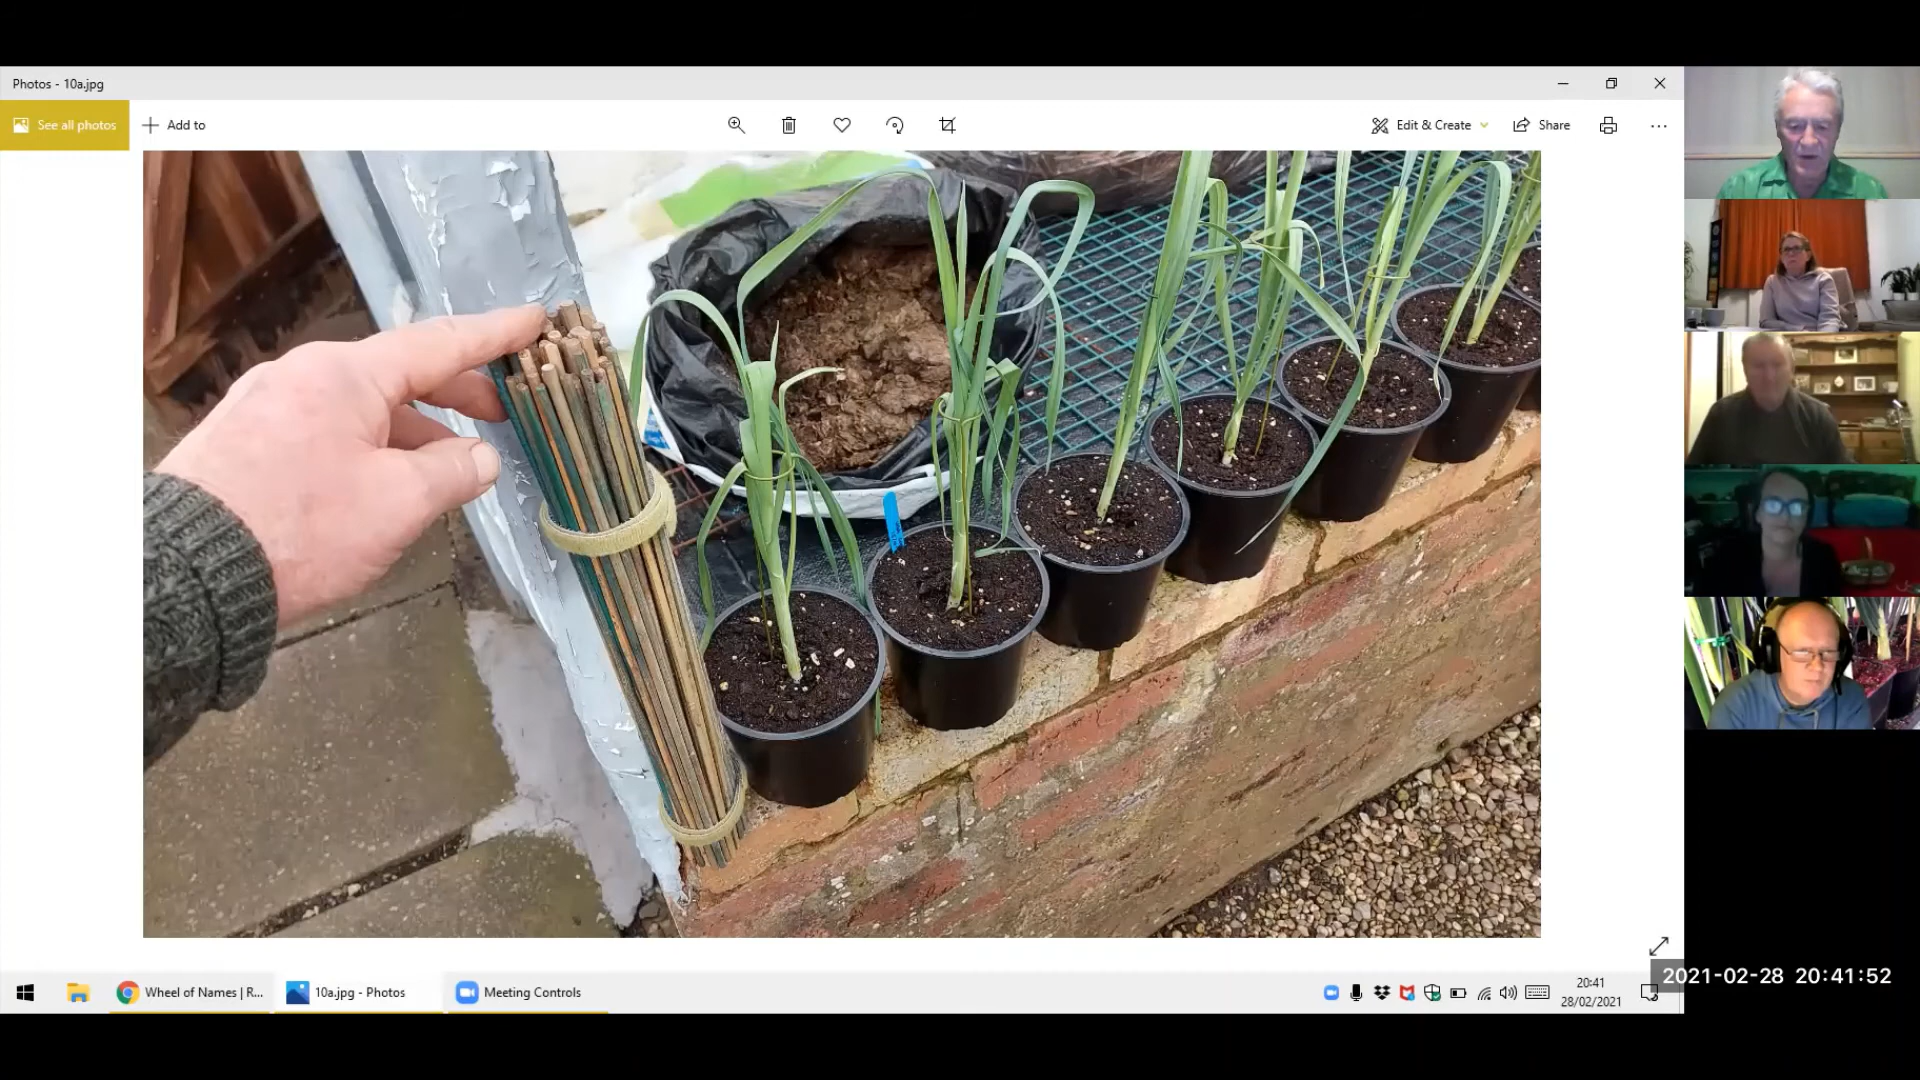 Photos - 10a.jpg
See all photos
Add to
Edit & Create
Share
Wheel of Names | R...
10a.jpg - Photos
Meeting Controls
20:41
28/02/2021
2021-02-28 20:41:52